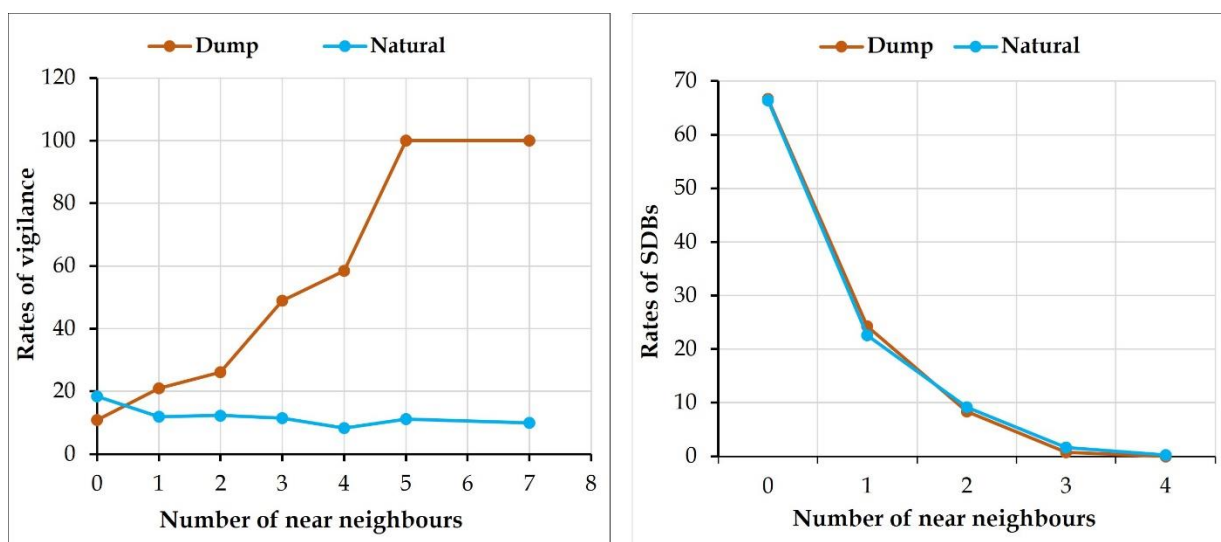 Dump Natural
120
100
80
60
40
20
0
Rates of vigilance
0 1 2 3 4 5 6 7 8
Number of near neighbours
Dump Natural
70
60
50
40
30
20
10
0
Rates of SDBs
0 1 2 3 4
Number of near neighbours